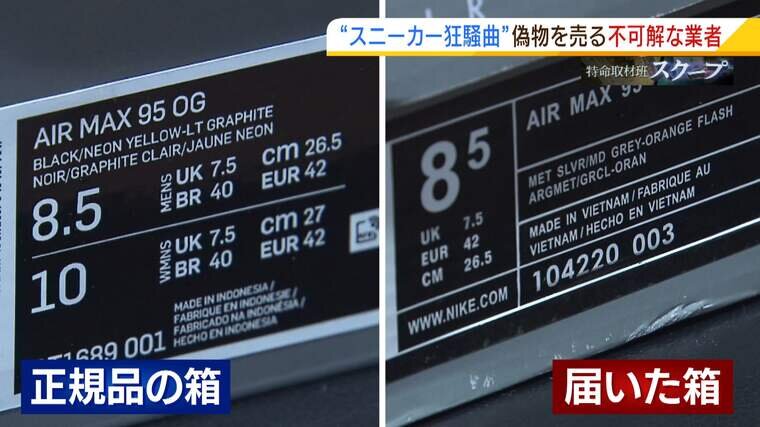 “スニーカー狂騒曲”偽物を売る不可解な業者
特命取材班 スクープ
AIR MAX 95 OG
BLACK/NEON YELLOW-LT GRAPHITE
NOIR/GRAPHITE CLAIR/JAUNE NEON
8.5
MENS
UK 7.5
BR 40
CM 26.5
EUR 42
10
WMNS
UK 7.5
BR 40
CM 27
EUR 42
MADE IN INDONESIA/
FABRIQUE EN INDONESIE/
FABRICADO NA INDONÉSIA/
HECHO EN INDONESIA
1689 001
正規品の箱
AIR MAX 95
8 5
MET SLVR/MD GREY-ORANGE FLASH
ARGMET/GRCL-ORAN
UK 7.5
EUR 42
CM 26.5
MADE IN VIETNAM/FABRIQUE AU
VIETNAM/HECHO EN VIETNAM
WWW.NIKE.COM
104220 003
届いた箱